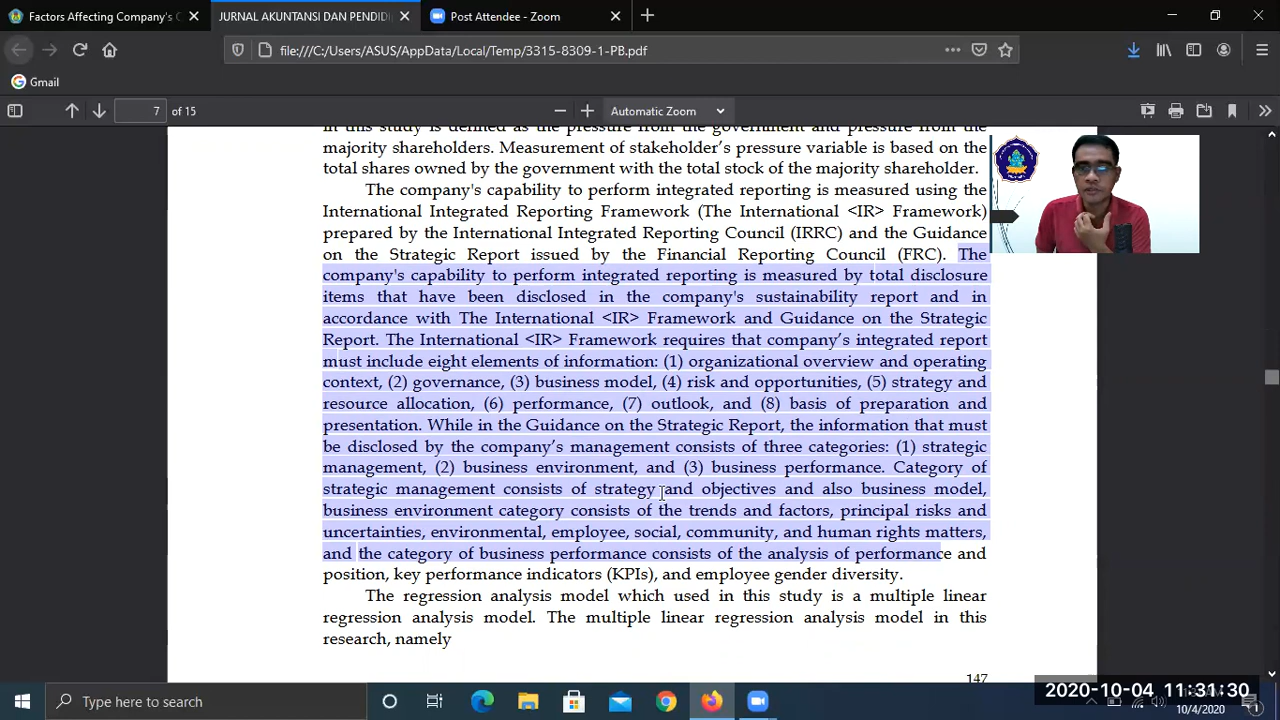 Factors Affecting Company's C
JURNAL AKUNTANSI DAN PENDIDI
Post Attendee - Zoom
file:///C:/Users/ASUS/AppData/Local/Temp/3315-8309-1-PB.pdf
Gmail
7 of 15
Automatic Zoom
in this study is defined as the pressure from the government and pressure from the
majority shareholders. Measurement of stakeholder's pressure variable is based on the
total shares owned by the government with the total stock of the majority shareholder.
The company's capability to perform integrated reporting is measured using the
International Integrated Reporting Framework (The International <IR> Framework)
prepared by the International Integrated Reporting Council (IRRC) and the Guidance
on the Strategic Report issued by the Financial Reporting Council (FRC). The
company's capability to perform integrated reporting is measured by total disclosure
items that have been disclosed in the company's sustainability report and in
accordance with The International <IR> Framework and Guidance on the Strategic
Report. The International <IR> Framework requires that company's integrated report
must include eight elements of information: (1) organizational overview and operating
context, (2) governance, (3) business model, (4) risk and opportunities, (5) strategy and
resource allocation, (6) performance, (7) outlook, and (8) basis of preparation and
presentation. While in the Guidance on the Strategic Report, the information that must
be disclosed by the company's management consists of three categories: (1) strategic
management, (2) business environment, and (3) business performance. Category of
strategic management consists of strategy and objectives and also business model,
business environment category consists of the trends and factors, principal risks and
uncertainties, environmental, employee, social, community, and human rights matters,
and the category of business performance consists of the analysis of performance and
position, key performance indicators (KPIs), and employee gender diversity.
The regression analysis model which used in this study is a multiple linear
regression analysis model. The multiple linear regression analysis model in this
research, namely
147
Type here to search
2020-10-04 11:31:30
10/4/2020